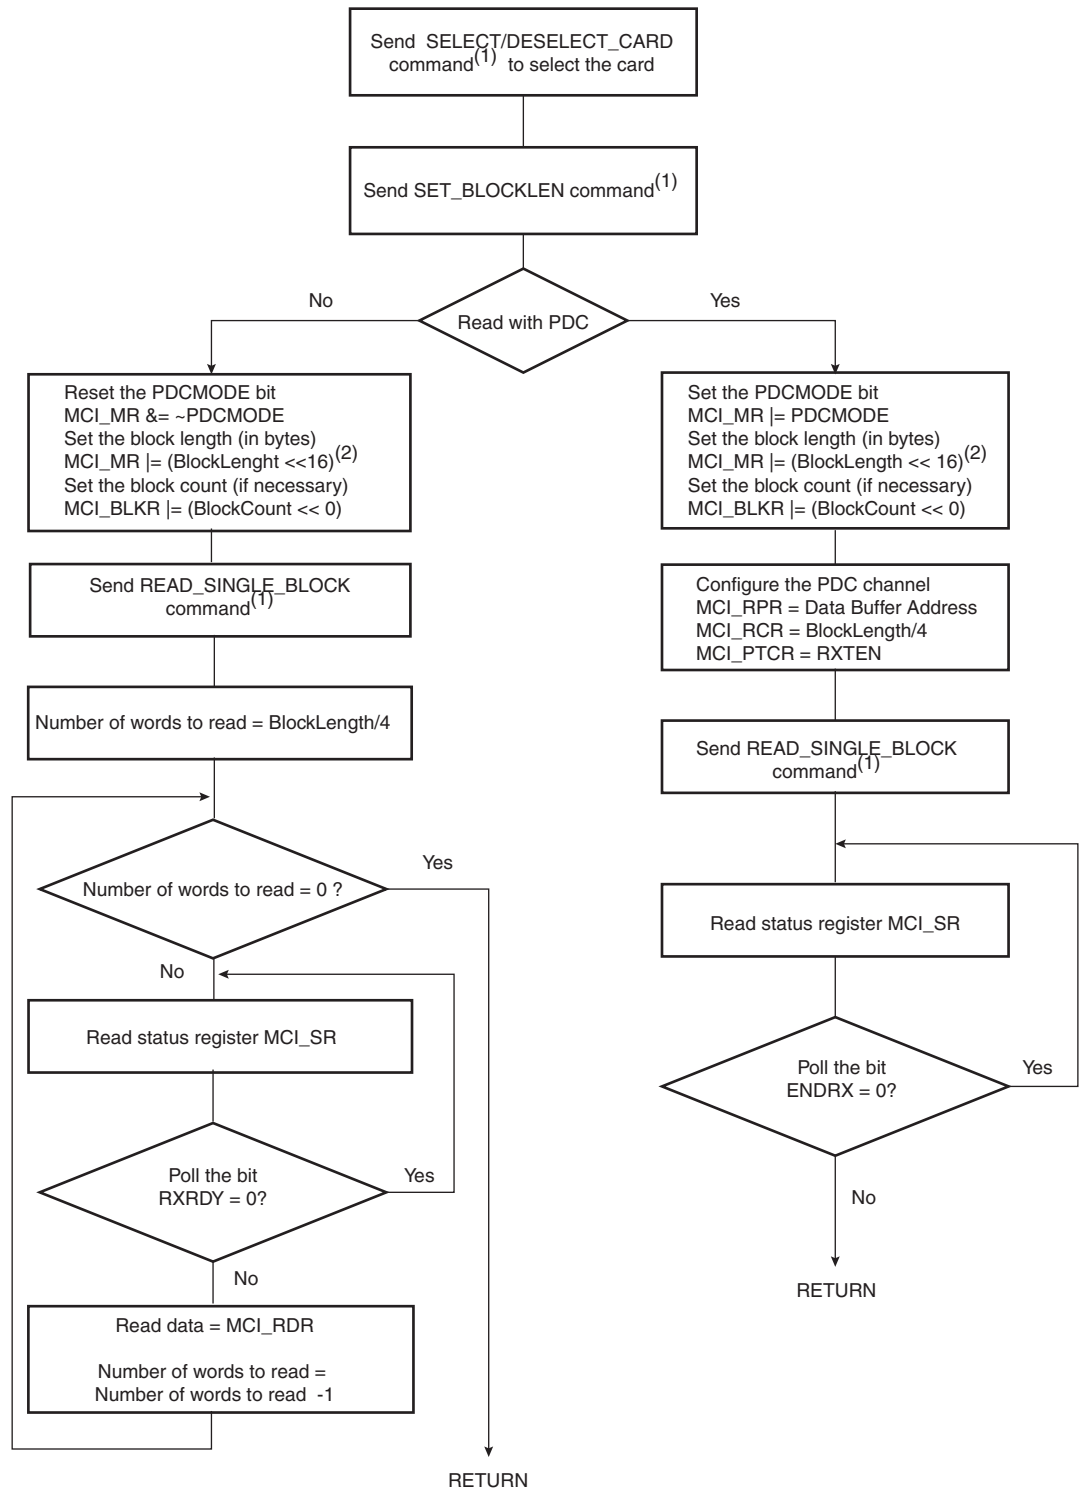 Send SELECT/DESELECT_CARD
command(1) to select the card
Send SET_BLOCKLEN command(1)
No
Yes
Read with PDC
Reset the PDCMODE bit
MCI_MR &= ~PDCMODE
Set the block length (in bytes)
MCI_MR |= (BlockLenght <<16)(2)
Set the block count (if necessary)
MCI_BLKR |= (BlockCount << 0)
Send READ_SINGLE_BLOCK
command(1)
Number of words to read = BlockLength/4
Number of words to read = 0 ?
Yes
No
Read status register MCI_SR
Poll the bit
RXRDY = 0?
Yes
No
Read data = MCI_RDR
Number of words to read =
Number of words to read -1
RETURN
Set the PDCMODE bit
MCI_MR |= PDCMODE
Set the block length (in bytes)
MCI_MR |= (BlockLength << 16)(2)
Set the block count (if necessary)
MCI_BLKR |= (BlockCount << 0)
Configure the PDC channel
MCI_RPR = Data Buffer Address
MCI_RCR = BlockLength/4
MCI_PTCR = RXTEN
Send READ_SINGLE_BLOCK
command(1)
Read status register MCI_SR
Poll the bit
ENDRX = 0?
Yes
No
RETURN